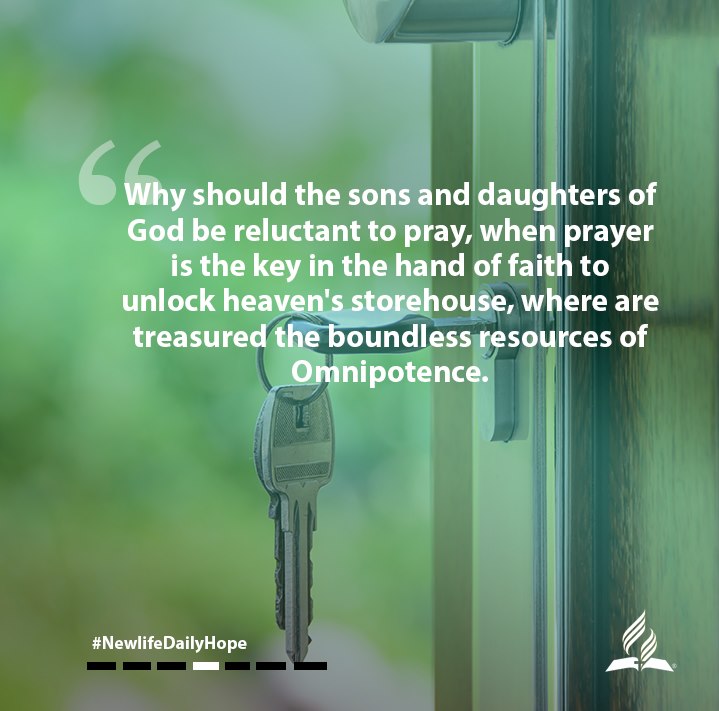 “
Why should the sons and daughters of
God be reluctant to pray, when prayer
is the key in the hand of faith to
unlock heaven's storehouse, where are
treasured the boundless resources of
Omnipotence.
#NewlifeDailyHope
®